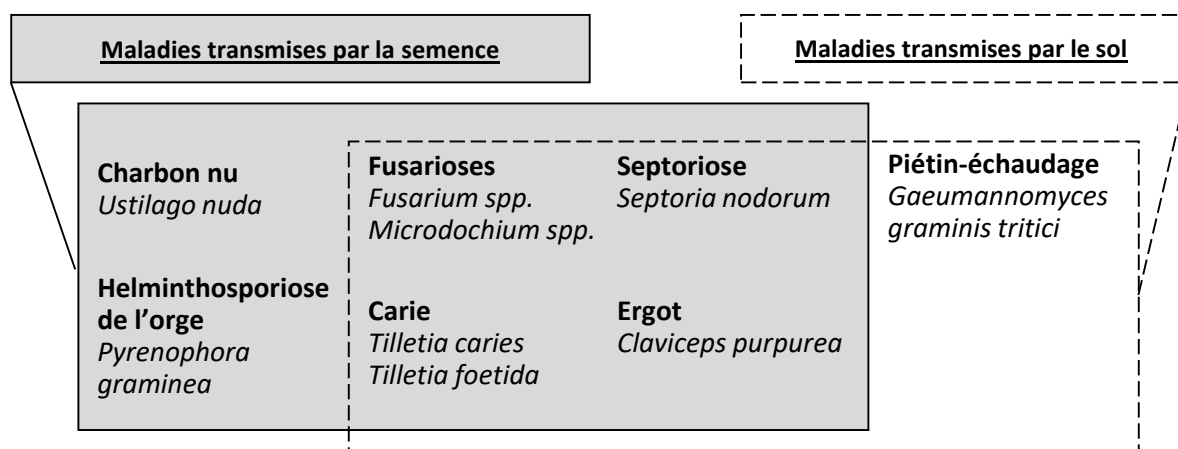 Maladies transmises par la semence
Maladies transmises par le sol
Charbon nu
Ustilago nuda
Helminthosporiose
de l’orge
Pyrenophora
graminea
Fusarioses
Fusarium spp.
Microdochium spp.
Carie
Tilletia caries
Tilletia foetida
Septoriose
Septoria nodorum
Ergot
Claviceps purpurea
Piétin-échaudage
Gaeumannomyces
graminis tritici